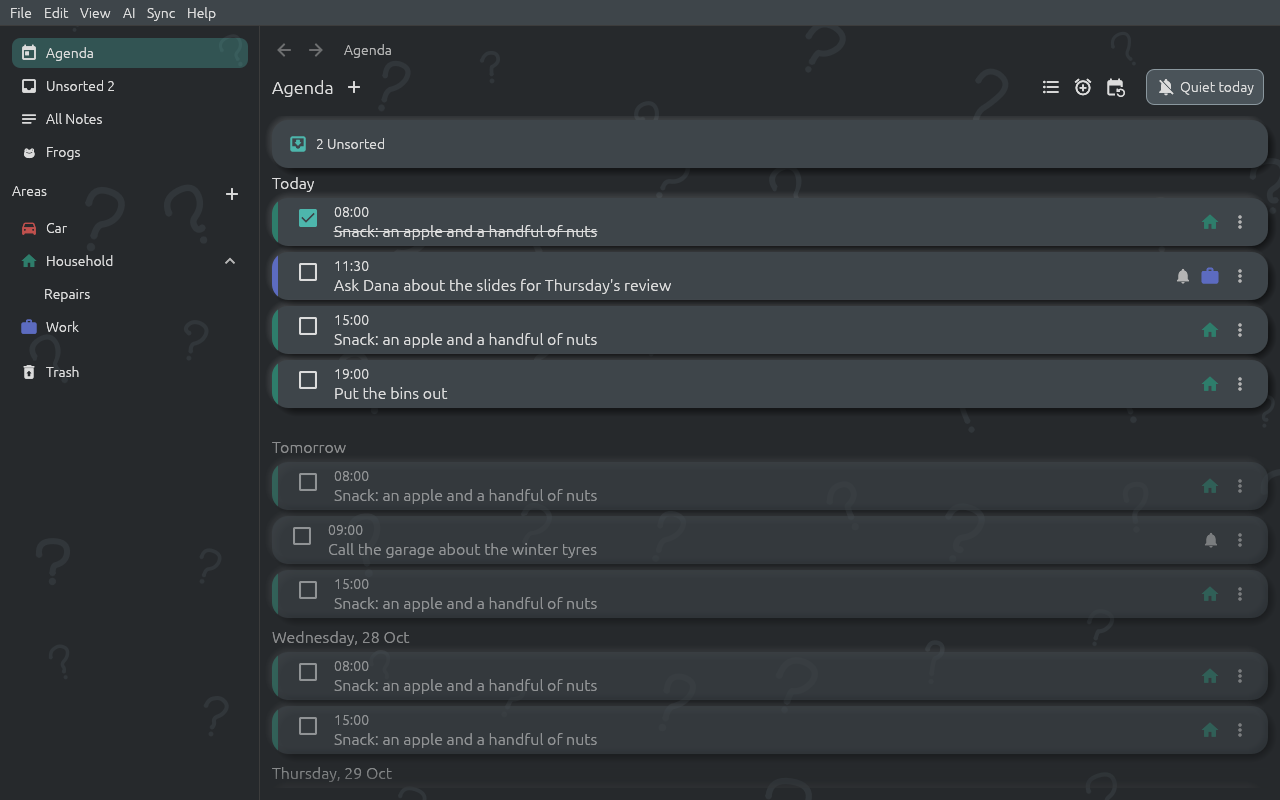 File Edit View AI Sync Help
Agenda
Unsorted 2
All Notes
Frogs
Areas
Car
Household
Repairs
Work
Trash
Agenda
Agenda
Quiet today
2 Unsorted
Today
08:00
Snack: an apple and a handful of nuts
11:30
Ask Dana about the slides for Thursday's review
15:00
Snack: an apple and a handful of nuts
19:00
Put the bins out
Tomorrow
08:00
Snack: an apple and a handful of nuts
09:00
Call the garage about the winter tyres
15:00
Snack: an apple and a handful of nuts
Wednesday, 28 Oct
08:00
Snack: an apple and a handful of nuts
15:00
Snack: an apple and a handful of nuts
Thursday, 29 Oct